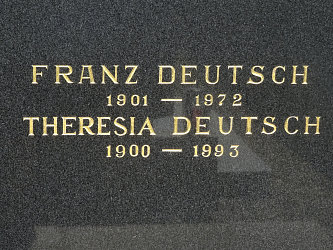 FRANZ DEUTSCH
1901 — 1972
THERESIA DEUTSCH
1900 — 1993